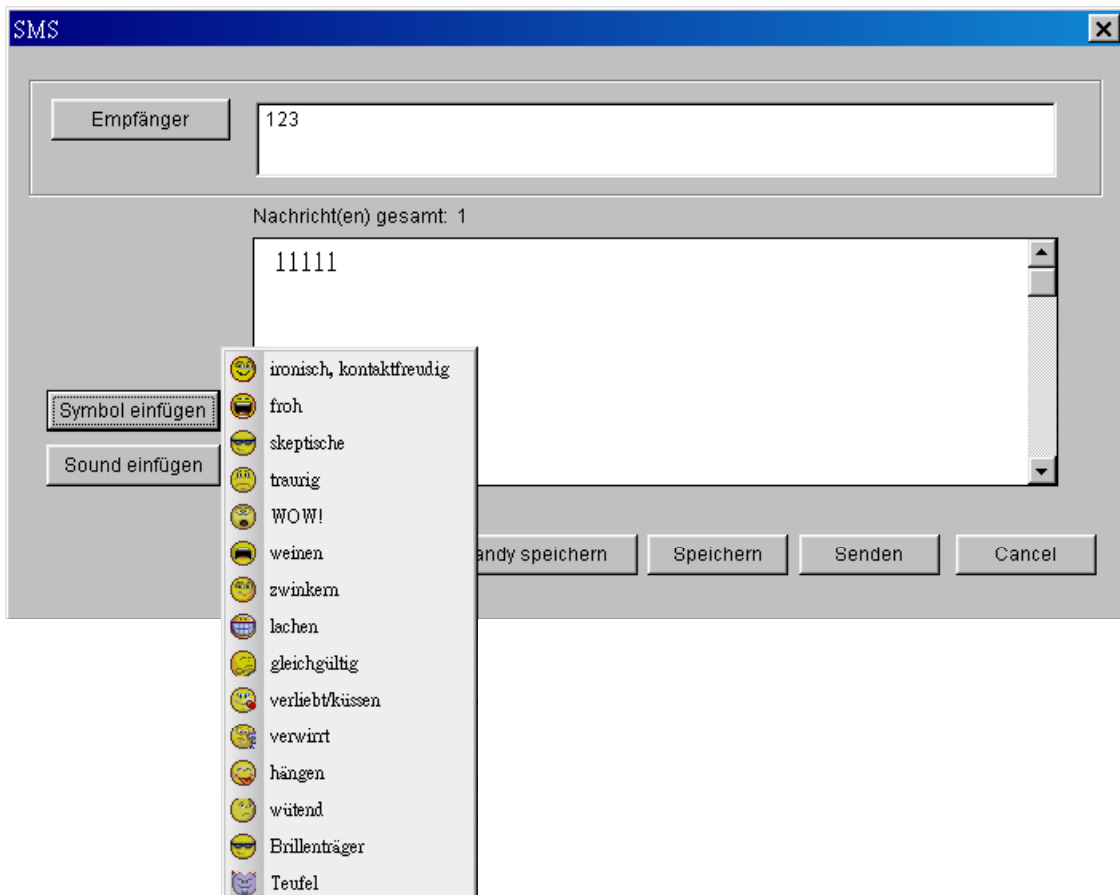 SMS
Empfänger
123
Nachricht(en) gesamt: 1
11111
Symbol einfügen
Sound einfügen
ironisch, kontaktfreudig
froh
skeptische
traurig
WOW!
weinen
zwinkern
lachen
gleichgültig
verliebt/küssen
verwirrt
hängen
wütend
Brillenträger
Teufel
andy speichern
Speichern
Senden
Cancel